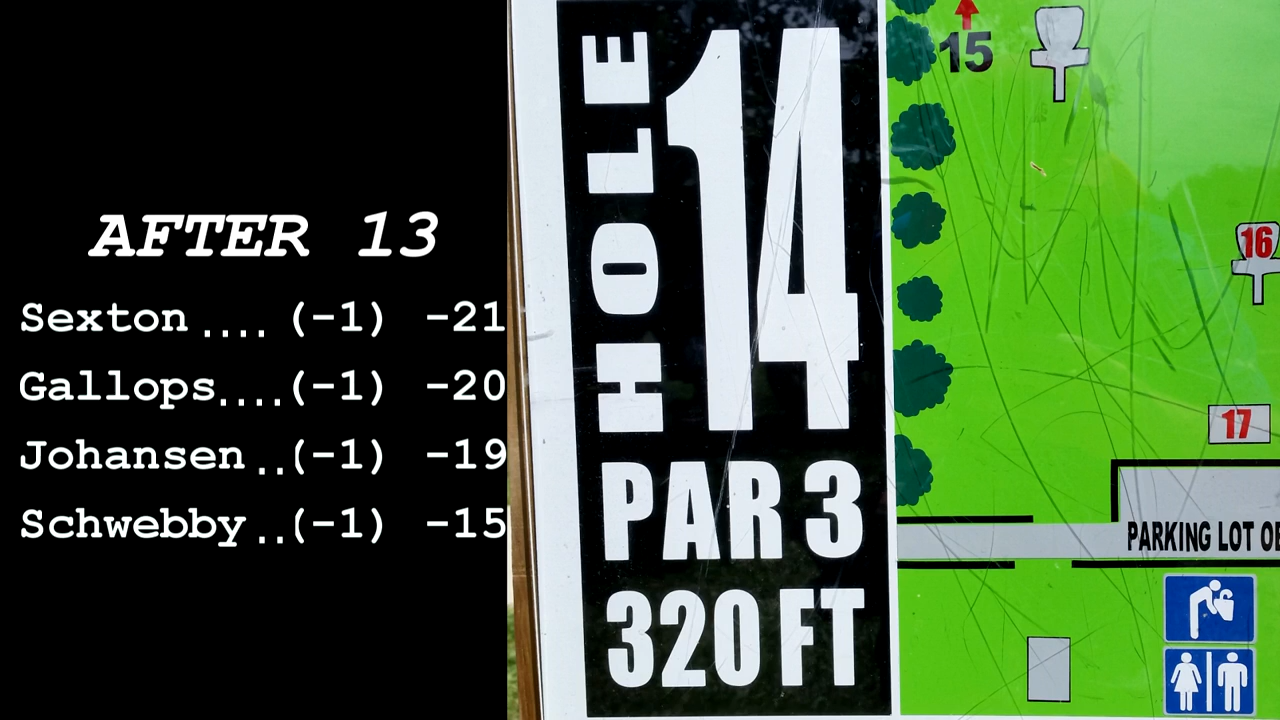 AFTER 13
Sexton .... (-1) -21
Gallops....(-1) -20
Johansen ..(-1) -19
Schwebby ..(-1) -15
HOLE
14
PAR 3
320 FT
15
16
17
PARKING LOT OB